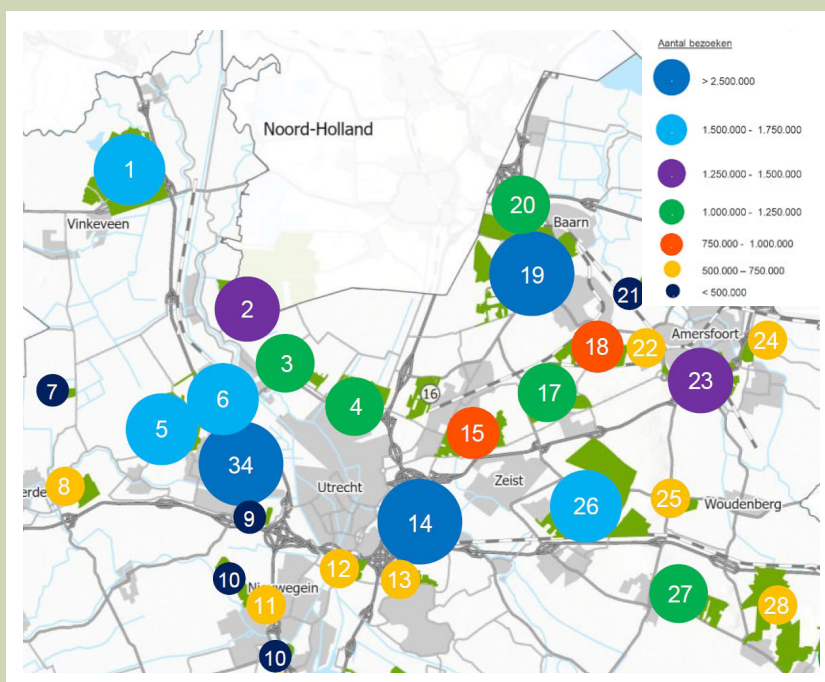 Aantal bezoeken
> 2.500.000
1.500.000 - 1.750.000
1.250.000 - 1.500.000
1.000.000 - 1.250.000
750.000 - 1.000.000
500.000 – 750.000
< 500.000
Noord-Holland
1
Vinkeveen
20
Baarn
19
2
21
3
18
22
Amersfoort
24
6
7
4
16
17
23
5
15
34
8
erde
Utrecht
Zeist
26
25
Woudenberg
9
14
12
13
10
Nieuwegein
11
27
28
10